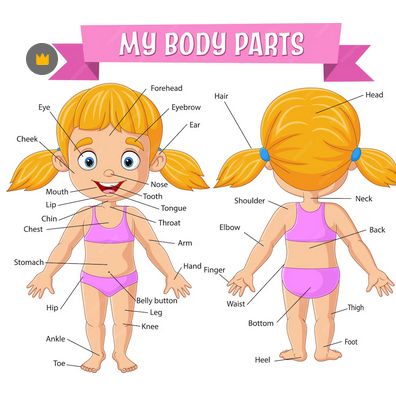 MY BODY PARTS
Forehead
Eye
Eyebrow
Ear
Cheek
Nose
Mouth
Tooth
Lip
Tongue
Chin
Throat
Chest
Arm
Stomach
Hand
Belly button
Hip
Leg
Knee
Ankle
Toe
Hair
Head
Shoulder
Neck
Elbow
Back
Finger
Waist
Thigh
Bottom
Foot
Heel